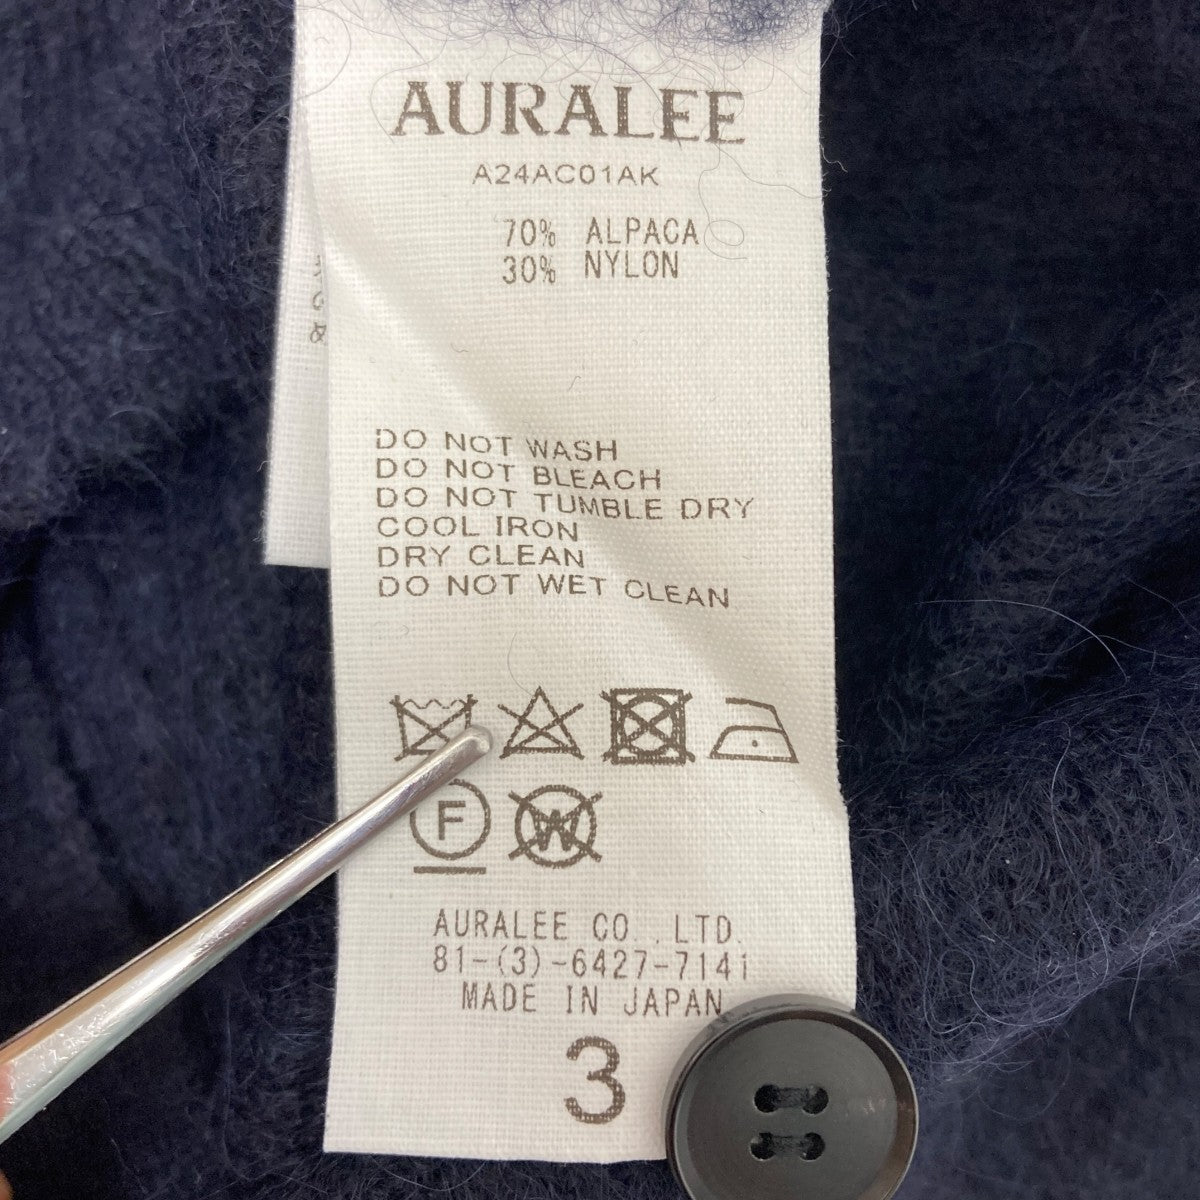 AURALEE
A24AC01AK
70% ALPACA
30% NYLON
DO NOT WASH
DO NOT BLEACH
DO NOT TUMBLE DRY
COOL IRON
DRY CLEAN
DO NOT WET CLEAN
F W
AURALEE CO.,LTD.
81-(3)-6427-7141
MADE IN JAPAN
3